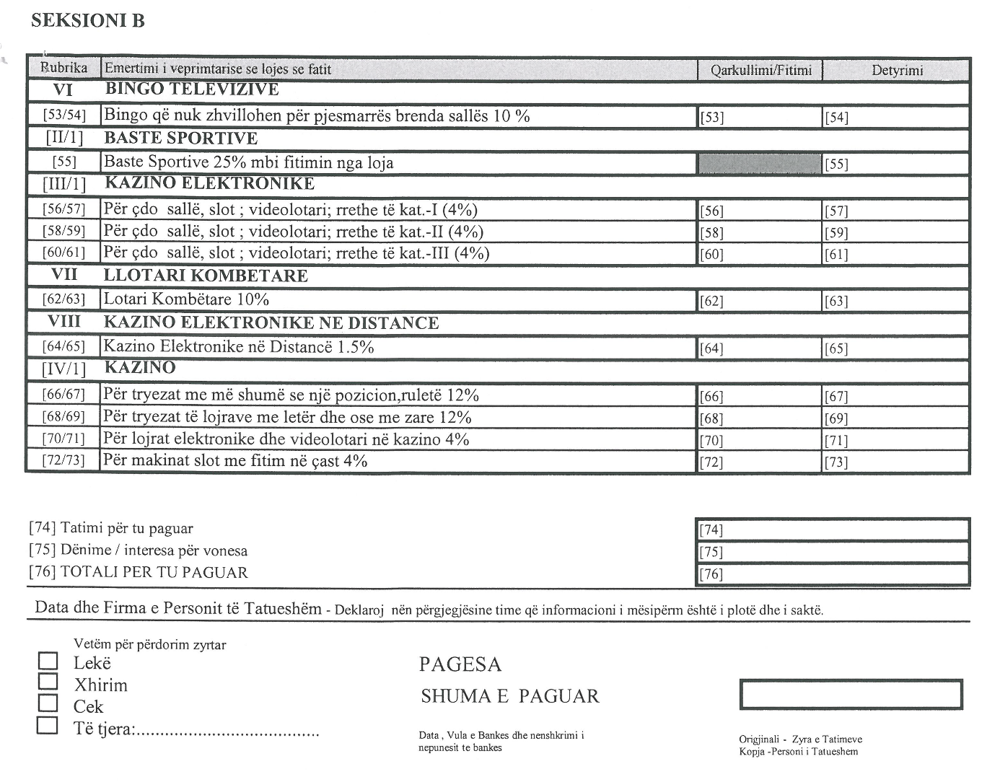 SEKSIONI B
Rubrika Emertimi i veprimtarise se lojes se fatit Qarkullimi/Fitimi Detyrimi
VI BINGO TELEVIZIVE
[53/54] Bingo që nuk zhvillohen për pjesmarrës brenda sallës 10 % [53] [54]
[II/1] BASTE SPORTIVE
[55] Baste Sportive 25% mbi fitimin nga loja [55]
[III/1] KAZINO ELEKTRONIKE
[56/57] Për çdo sallë, slot ; videolotari; rrethe të kat.-I (4%) [56] [57]
[58/59] Për çdo sallë, slot ; videolotari; rrethe të kat.-II (4%) [58] [59]
[60/61] Për çdo sallë, slot ; videolotari; rrethe të kat.-III (4%) [60] [61]
VII LLOTARI KOMBETARE
[62/63] Lotari Kombëtare 10% [62] [63]
VIII KAZINO ELEKTRONIKE NE DISTANCE
[64/65] Kazino Elektronike në Distancë 1.5% [64] [65]
[IV/1] KAZINO
[66/67] Për tryezat me më shumë se një pozicion,ruletë 12% [66] [67]
[68/69] Për tryezat të lojrave me letër dhe ose me zare 12% [68] [69]
[70/71] Për lojrat elektronike dhe videolotari në kazino 4% [70] [71]
[72/73] Për makinat slot me fitim në çast 4% [72] [73]
[74] Tatimi për tu paguar [74]
[75] Dënime / interesa për vonesa [75]
[76] TOTALI PER TU PAGUAR [76]
Data dhe Firma e Personit të Tatueshëm - Deklaroj nën përgjegjësine time që informacioni i mësipërm është i plotë dhe i saktë.
Vetëm për përdorim zyrtar
Lekë
Xhirim
Cek
Të tjera:..........................................
PAGESA
SHUMA E PAGUAR
Data , Vula e Bankes dhe nenshkrimi i
nepunesit te bankes
Origjinali - Zyra e Tatimeve
Kopja -Personi i Tatueshem